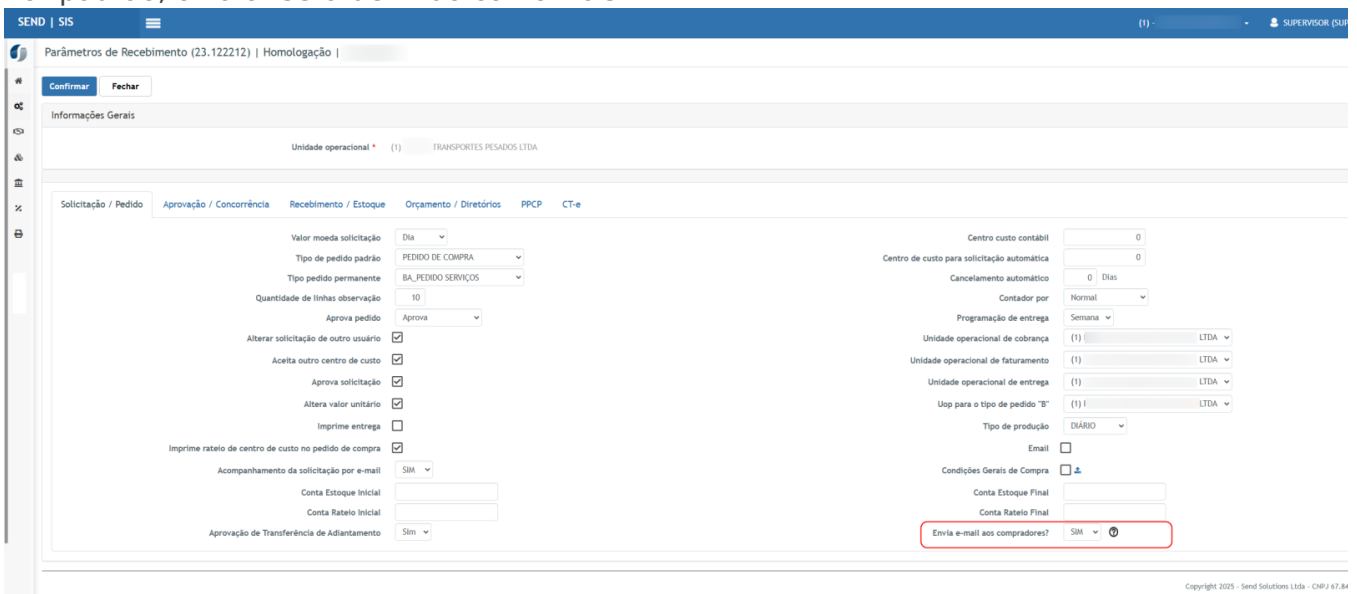 SEND | SIS
(1) -
SUPERVISOR (SUP
Parâmetros de Recebimento (23.122212) | Homologação |
Confirmar
Fechar
Informações Gerais
Unidade operacional * (1) TRANSPORTES PESADOS LTDA
Solicitação / Pedido
Aprovação / Concorrência
Recebimento / Estoque
Orçamento / Diretórios
PPCP
CT-e
Valor moeda solicitação Dia
Centro custo contábil 0
Tipo de pedido padrão PEDIDO DE COMPRA
Centro de custo para solicitação automática 0
Tipo pedido permanente BA_PEDIDO SERVIÇOS
Cancelamento automático 0 Dias
Quantidade de linhas observação 10
Contador por Normal
Aprova pedido Aprova
Programação de entrega Semana
Alterar solicitação de outro usuário
Unidade operacional de cobrança (1) LTDA
Aceita outro centro de custo
Unidade operacional de faturamento (1) LTDA
Aprova solicitação
Unidade operacional de entrega (1) LTDA
Altera valor unitário
Uop para o tipo de pedido "B" (1) LTDA
Imprime entrega
Tipo de produção DIÁRIO
Imprime rateio de centro de custo no pedido de compra
Email
Acompanhamento da solicitação por e-mail SIM
Condições Gerais de Compra
Conta Estoque Inicial
Conta Estoque Final
Conta Rateio Inicial
Conta Rateio Final
Aprovação de Transferência de Adiantamento Sim
Envia e-mail aos compradores? SIM
Copyright 2025 - Send Solutions Ltda - CNPJ 67.84